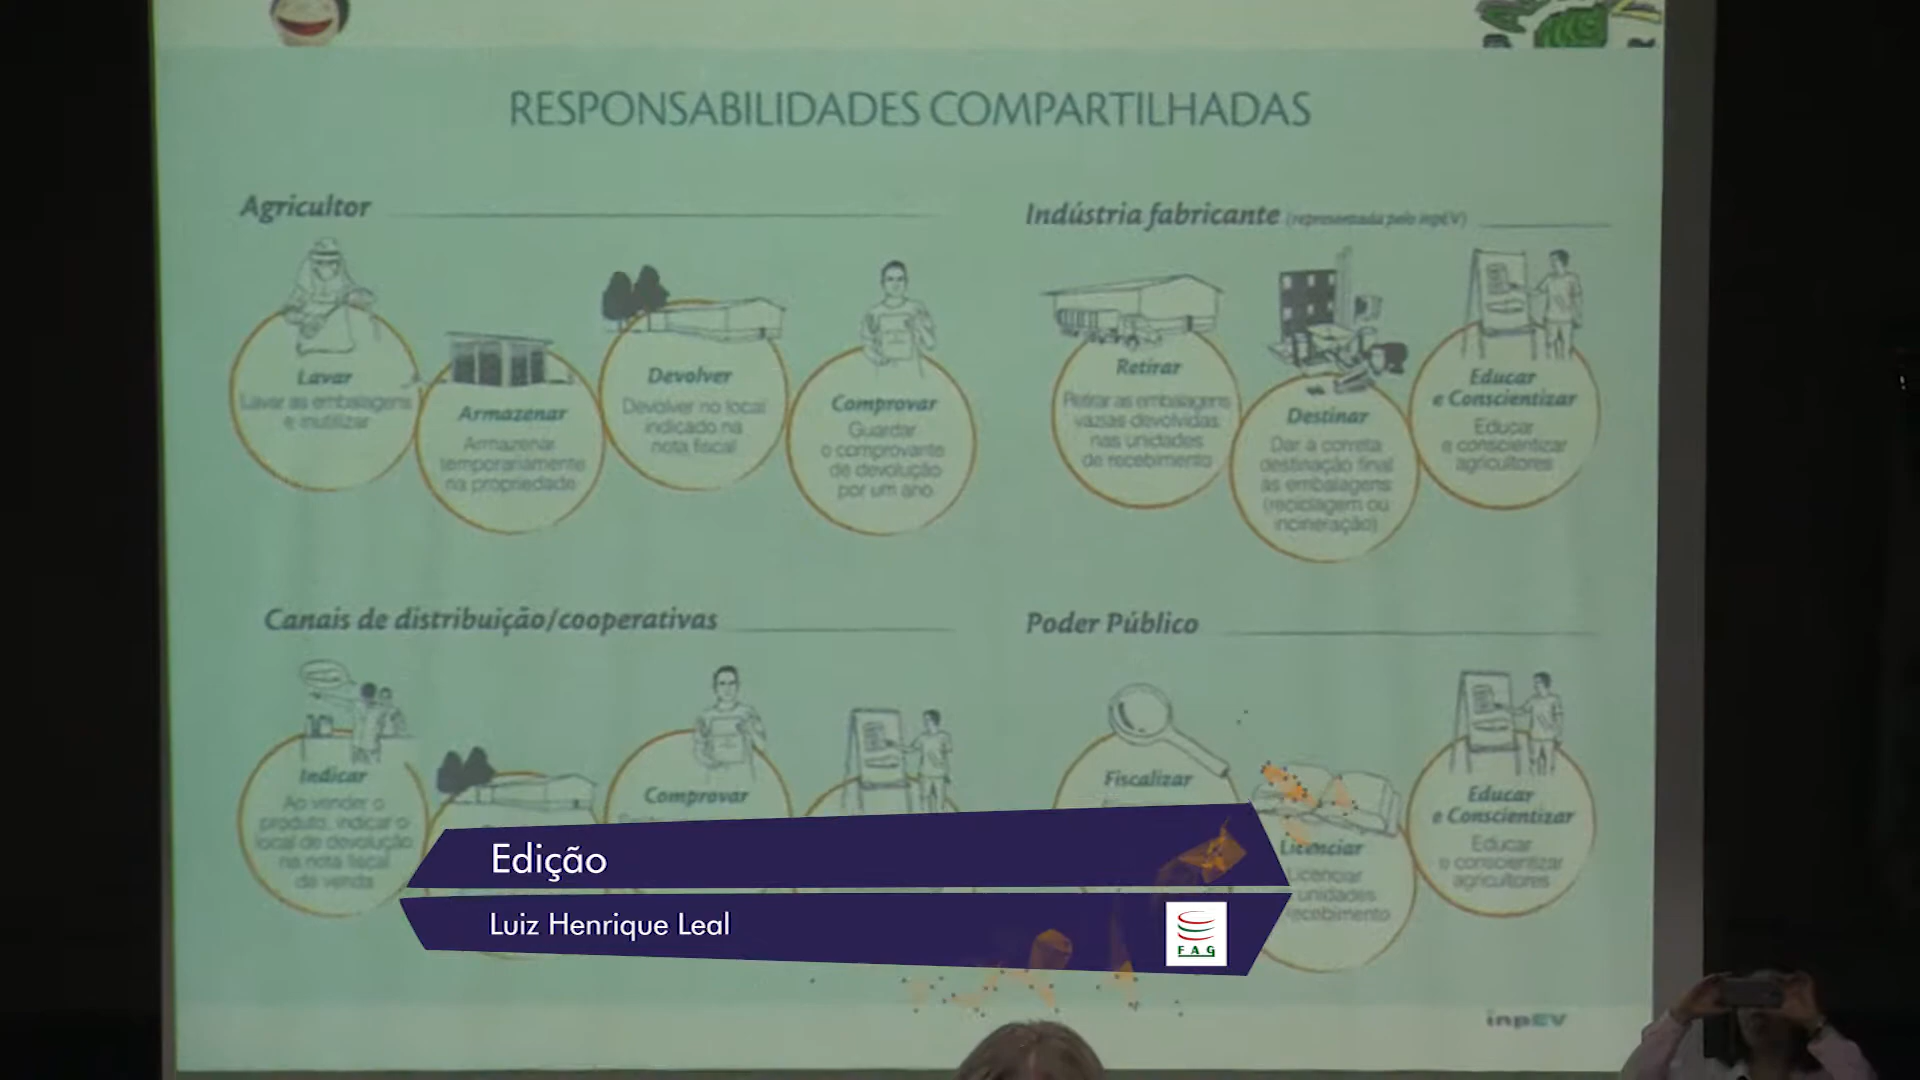 RESPONSABILIDADES COMPARTILHADAS
Agricultor
Lavar
Lavar as embalagens
e inutilizar
Armazenar
Armazenar
temporariamente
na propriedade
Devolver
Devolver no local
indicado na
nota fiscal
Comprovar
Guardar
o comprovante
de devolução
por um ano
Indústria fabricante (representada pelo inpEV)
Retirar
Retirar as embalagens
vazias devolvidas
nas unidades
de recebimento
Destinar
Dar a correta
destinação final
às embalagens
(reciclagem ou
incineração)
Educar
e Conscientizar
Educar
e conscientizar
agricultores
Canais de distribuição/cooperativas
Indicar
Ao vender o
produto, indicar o
local de devolução
na nota fiscal
de venda
Comprovar
Poder Público
Fiscalizar
Licenciar
Licenciar
unidades
recebimento
Educar
e Conscientizar
Educar
e conscientizar
agricultores
Edição
Luiz Henrique Leal
FAG
inpEV